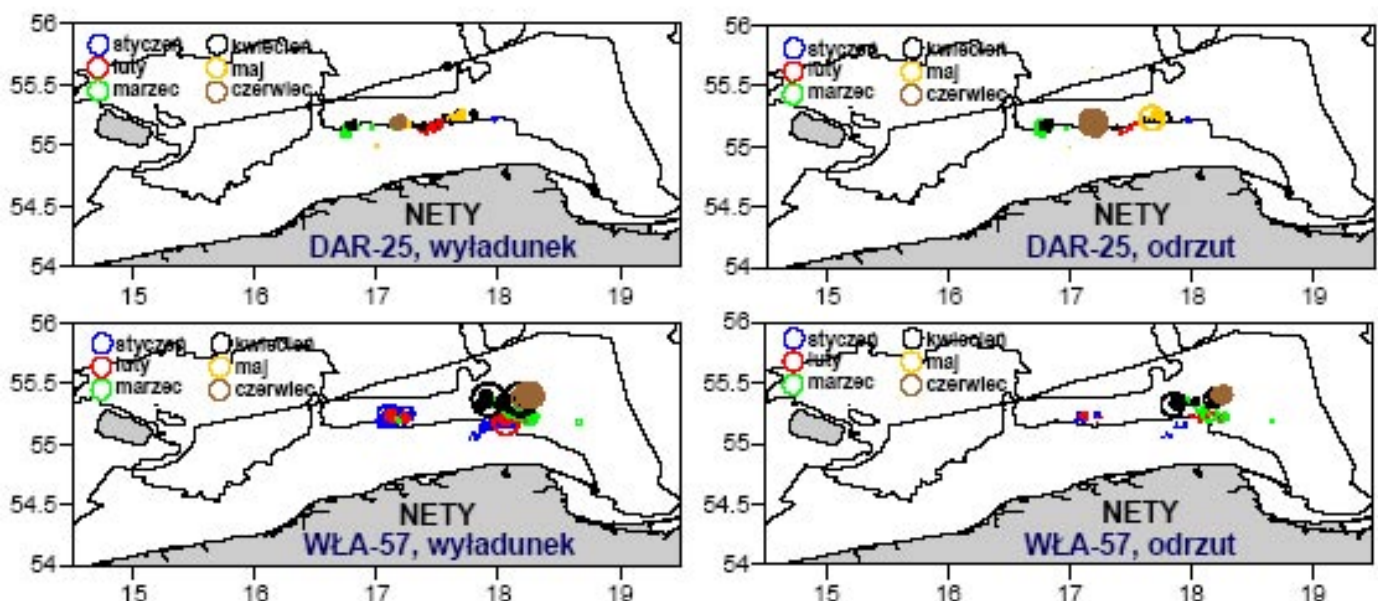 56
55.5
55
54.5
54
styczeń
luty
marzec
kwiecień
maj
czerwiec
NETY
DAR-25, wyładunek
15 16 17 18 19
56
55.5
55
54.5
54
styczeń
luty
marzec
kwiecień
maj
czerwiec
NETY
DAR-25, odrzut
15 16 17 18 19
56
55.5
55
54.5
54
styczeń
luty
marzec
kwiecień
maj
czerwiec
NETY
WŁA-57, wyładunek
15 16 17 18 19
56
55.5
55
54.5
54
styczeń
luty
marzec
kwiecień
maj
czerwiec
NETY
WŁA-57, odrzut
15 16 17 18 19